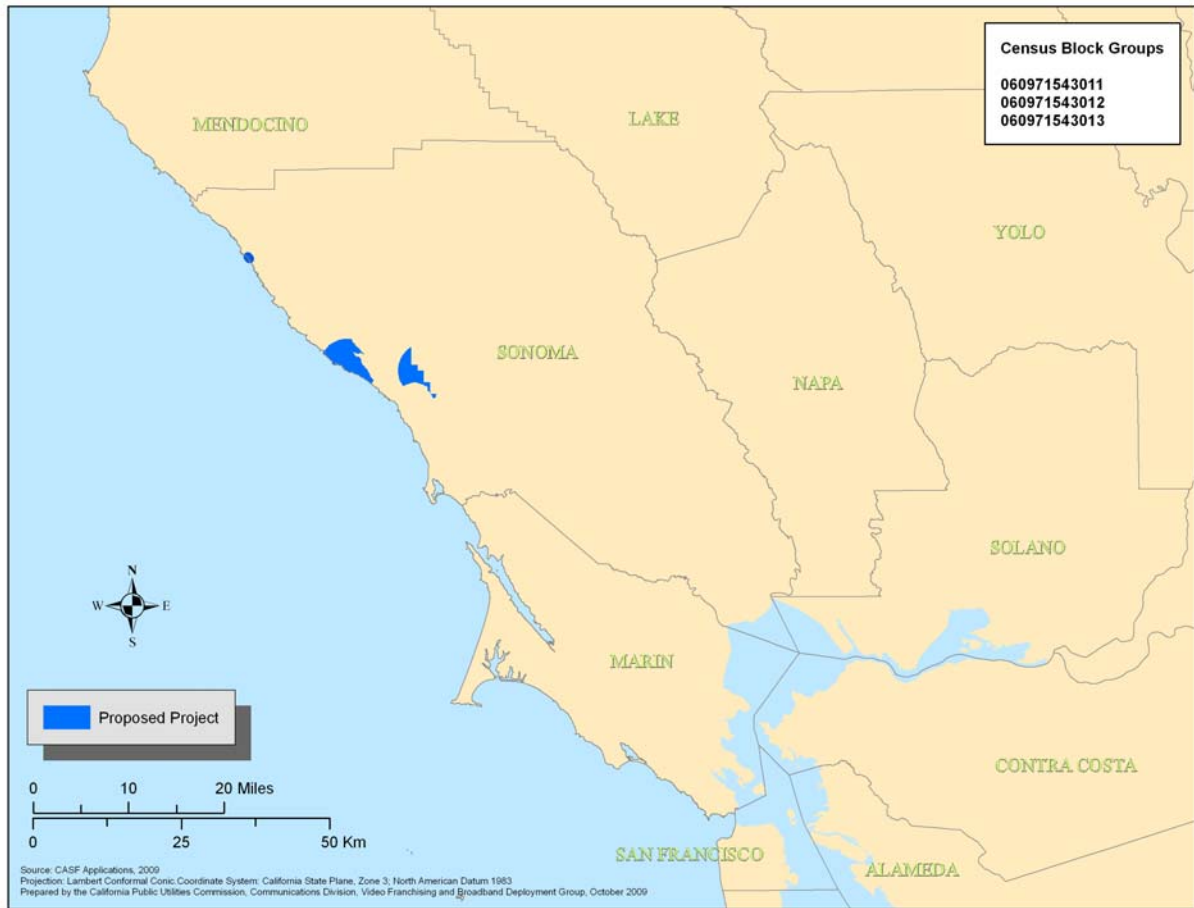 Census Block Groups
060971543011
060971543012
060971543013
MENDOCINO
LAKE
YOLO
SONOMA
NAPA
SOLANO
MARIN
CONTRA COSTA
SAN FRANCISCO
ALAMEDA
N
W E
S
Proposed Project
0 10 20 Miles
0 25 50 Km
Source: CASF Applications, 2009
Projection: Lambert Conformal Conic.Coordinate System: California State Plane, Zone 3; North American Datum 1983
Prepared by the California Public Utilities Commission, Communications Division, Video Franchising and Broadband Deployment Group, October 2009